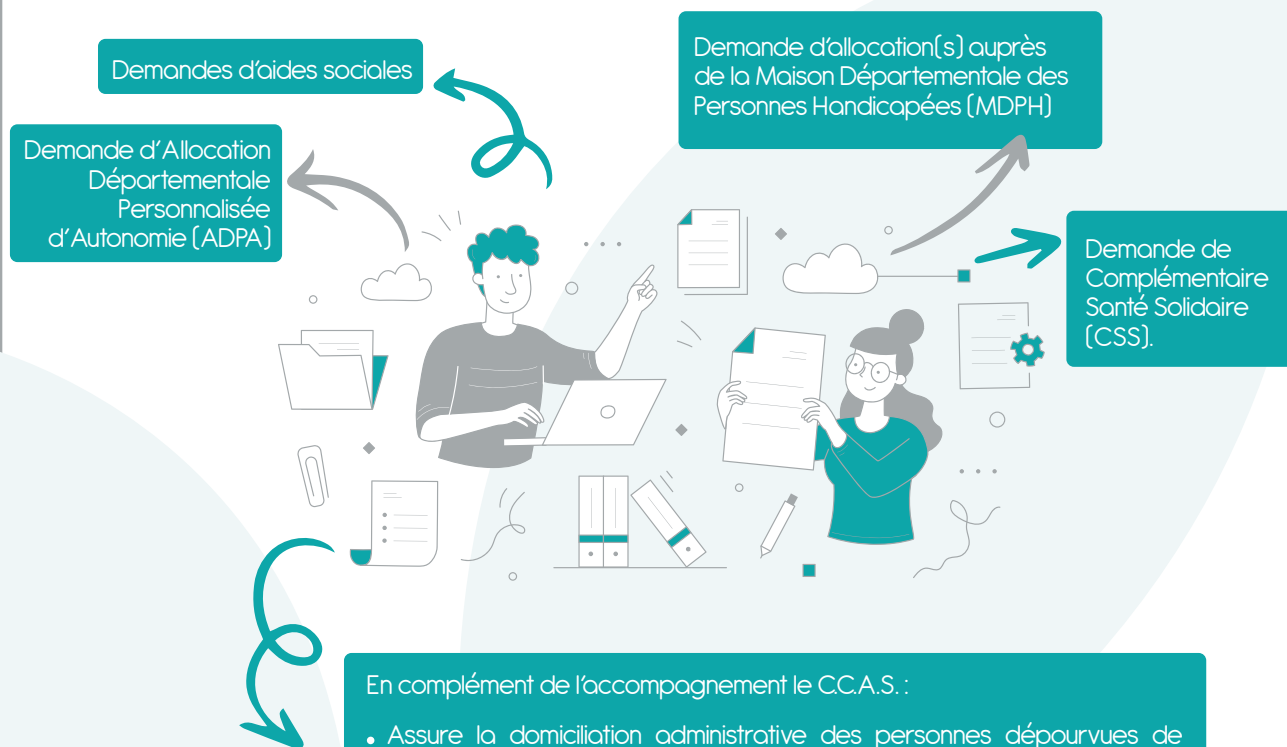 Demandes d'aides sociales
Demande d'allocation(s) auprès
de la Maison Départementale des
Personnes Handicapées (MDPH)
Demande d'Allocation
Départementale
Personnalisée
d'Autonomie (ADPA)
Demande de
Complémentaire
Santé Solidaire
(CSS).
En complément de l'accompagnement le C.C.A.S. :
• Assure la domiciliation administrative des personnes dépourvues de